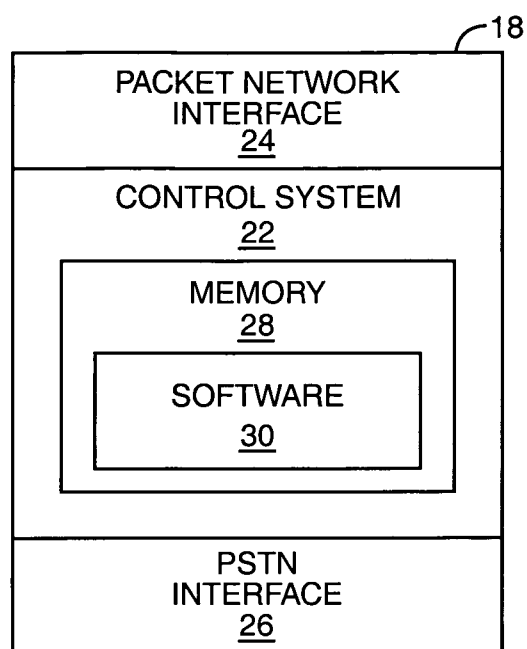 18
PACKET NETWORK
INTERFACE
24
CONTROL SYSTEM
22
MEMORY
28
SOFTWARE
30
PSTN
INTERFACE
26